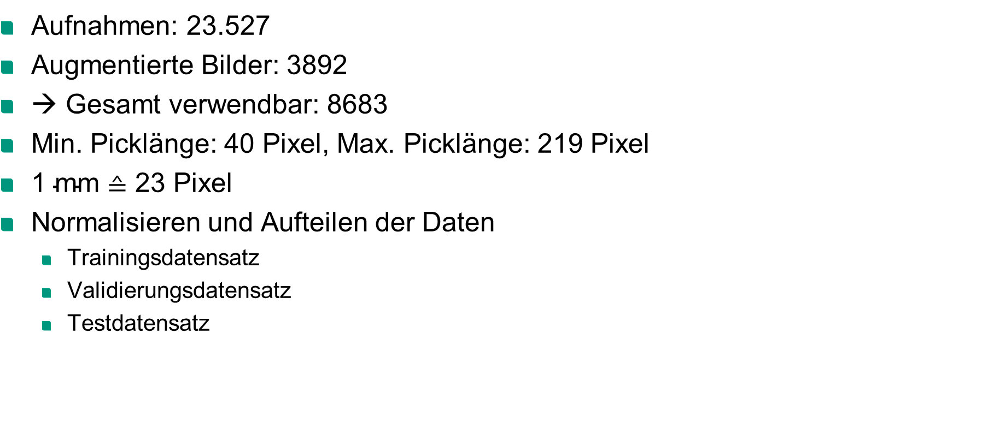 Aufnahmen: 23.527
Augmentierte Bilder: 3892
→ Gesamt verwendbar: 8683
Min. Picklänge: 40 Pixel, Max. Picklänge: 219 Pixel
1 mm ≙ 23 Pixel
Normalisieren und Aufteilen der Daten
Trainingsdatensatz
Validierungsdatensatz
Testdatensatz